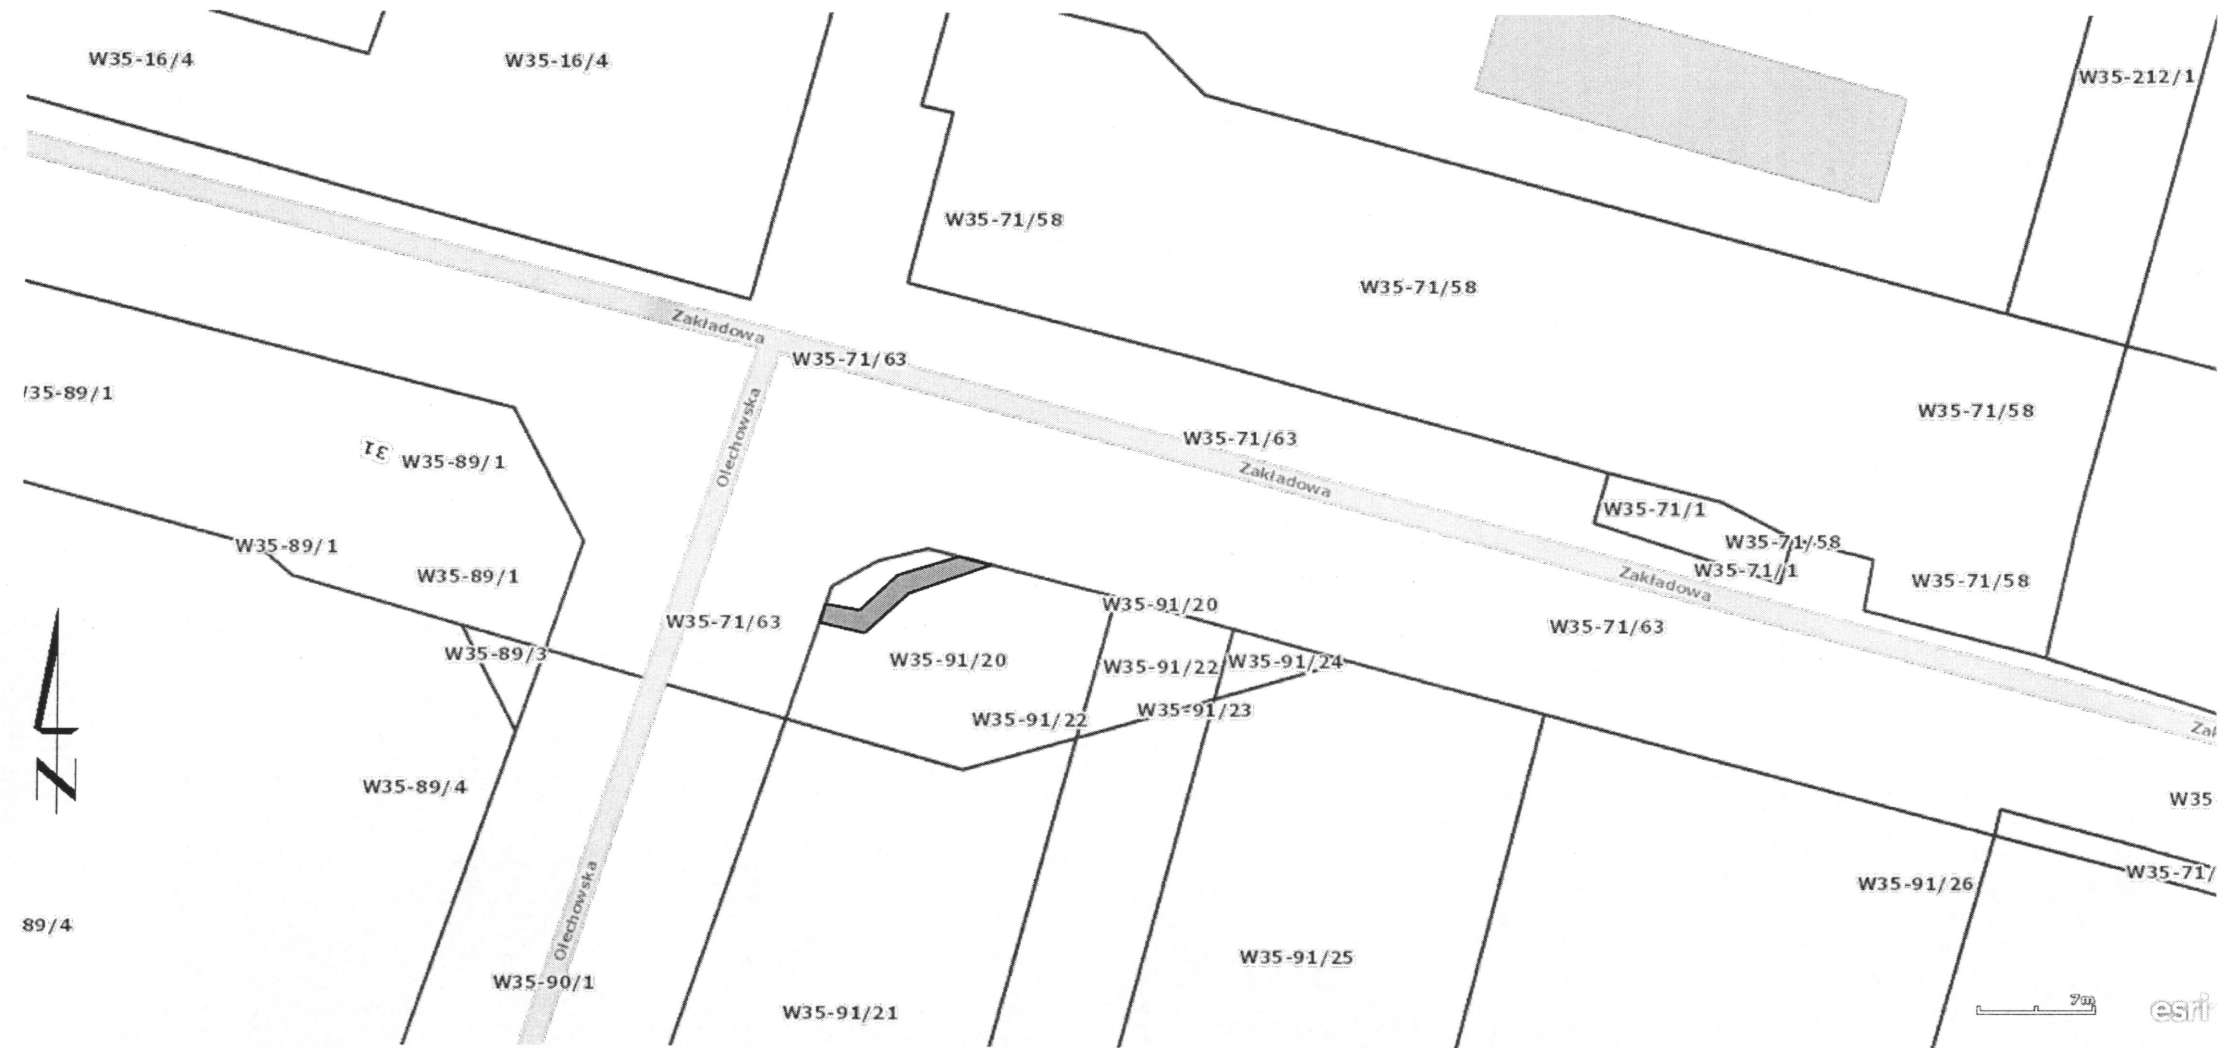 W35-16/4
W35-16/4
W35-212/1
W35-71/58
W35-71/58
Zakładowa
W35-71/63
/35-89/1
Olechowska
W35-71/58
W35-71/63
31
W35-89/1
Zakładowa
W35-71/1
W35-89/1
W35-71/58
W35-71/1
W35-89/1
Zakładowa
W35-71/58
W35-91/20
W35-71/63
W35-71/63
W35-89/3
W35-91/20
W35-91/22
W35-91/24
W35-91/23
W35-91/22
Zak
N
W35-89/4
W35
W35-71/
W35-91/26
89/4
Olechowska
W35-91/25
W35-90/1
W35-91/21
7m
esri